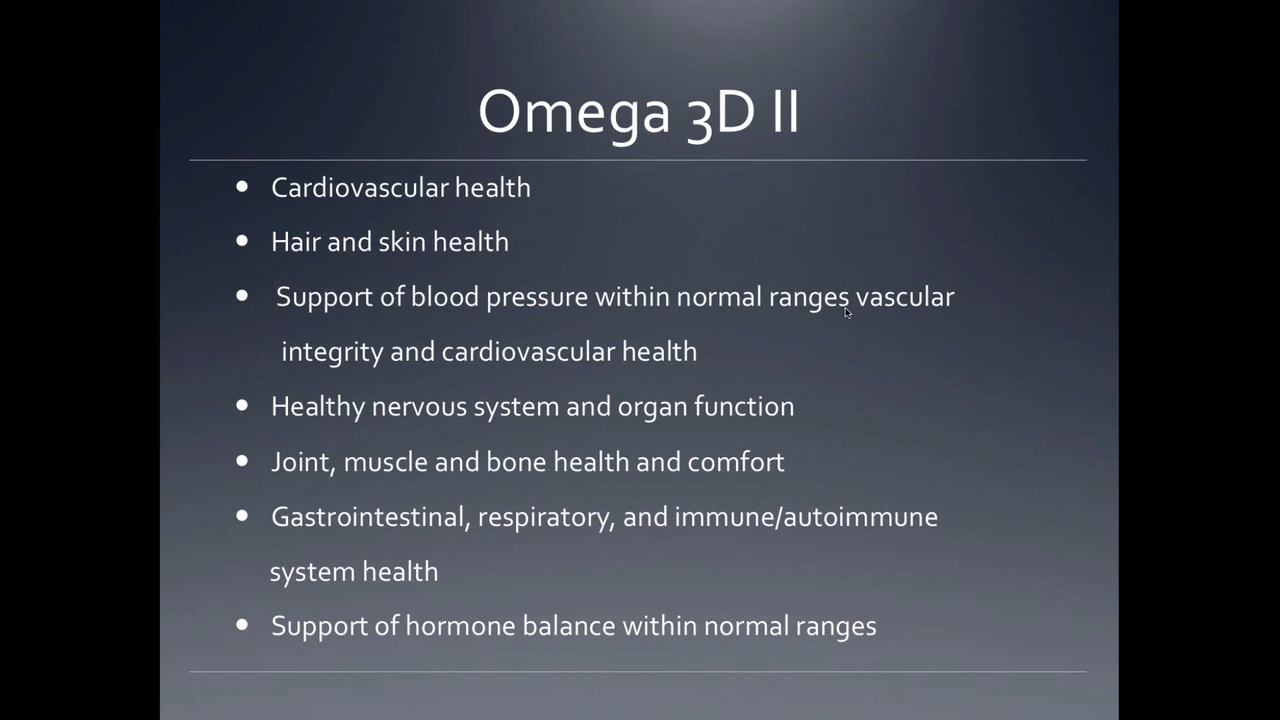 Omega 3D II
• Cardiovascular health
• Hair and skin health
• Support of blood pressure within normal ranges vascular
integrity and cardiovascular health
• Healthy nervous system and organ function
• Joint, muscle and bone health and comfort
• Gastrointestinal, respiratory, and immune/autoimmune
system health
• Support of hormone balance within normal ranges